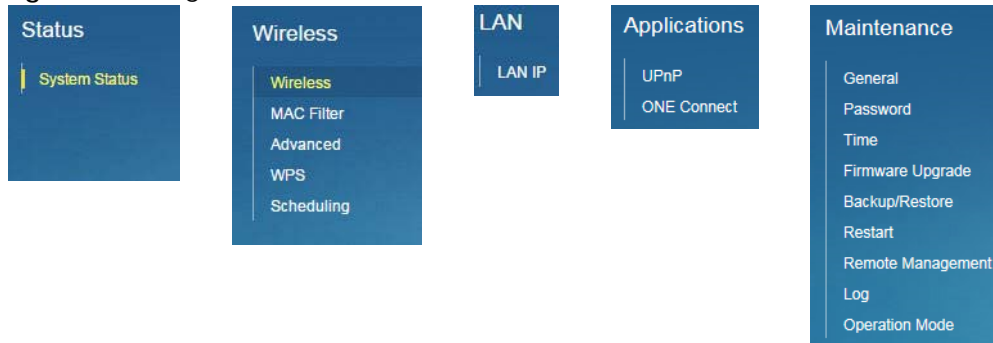 Status
System Status
Wireless
Wireless
MAC Filter
Advanced
WPS
Scheduling
LAN
LAN IP
Applications
UPnP
ONE Connect
Maintenance
General
Password
Time
Firmware Upgrade
Backup/Restore
Restart
Remote Management
Log
Operation Mode